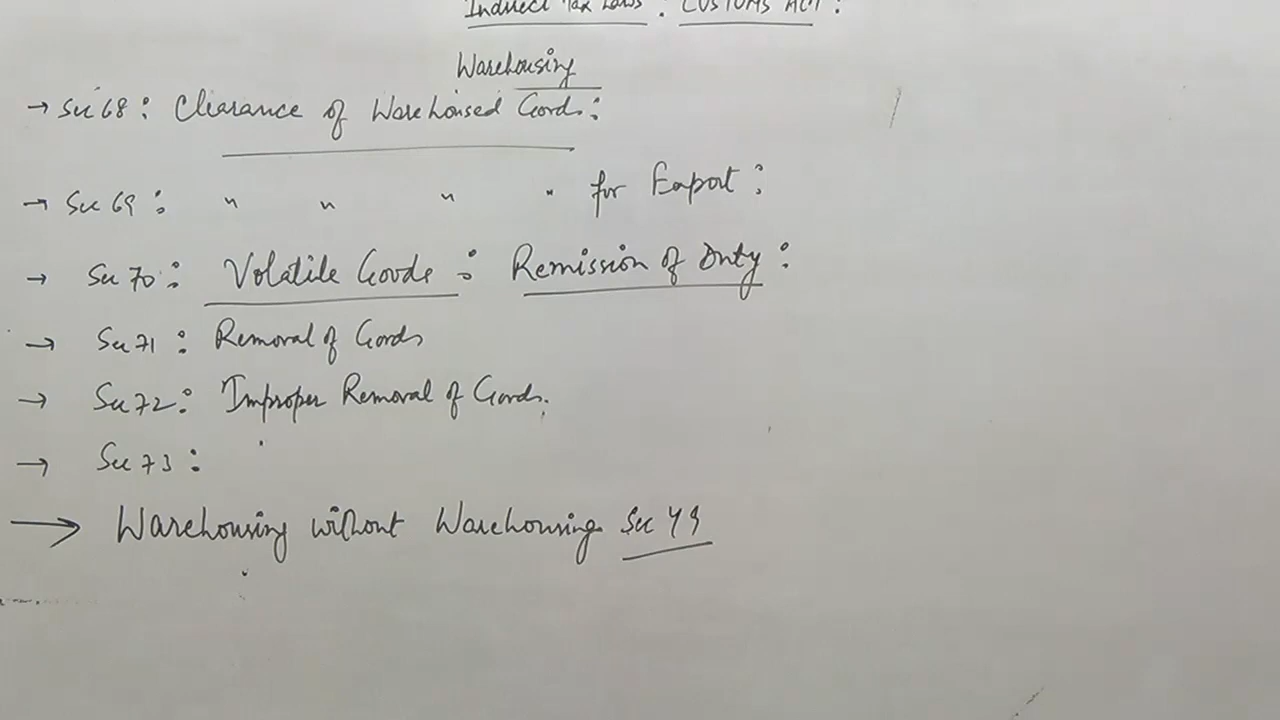 Indirect Tax Laws : CUSTOMS ACT :
Warehousing
→ Sec 68 : Clearance of Warehoused Goods :
→ Sec 69 : " " " " for Export :
→ Sec 70 : Volatile Goods : Remission of Duty :
→ Sec 71 : Removal of Goods
→ Sec 72 : Improper Removal of Goods.
→ Sec 73 :
→ Warehousing without Warehousing Sec 49